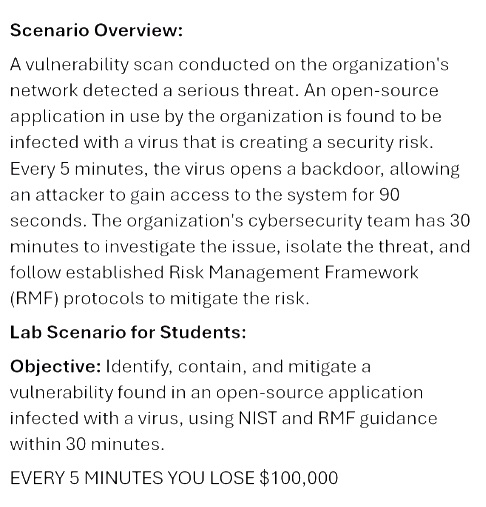 Scenario Overview:
A vulnerability scan conducted on the organization's
network detected a serious threat. An open-source
application in use by the organization is found to be
infected with a virus that is creating a security risk.
Every 5 minutes, the virus opens a backdoor, allowing
an attacker to gain access to the system for 90
seconds. The organization's cybersecurity team has 30
minutes to investigate the issue, isolate the threat, and
follow established Risk Management Framework
(RMF) protocols to mitigate the risk.
Lab Scenario for Students:
Objective: Identify, contain, and mitigate a
vulnerability found in an open-source application
infected with a virus, using NIST and RMF guidance
within 30 minutes.
EVERY 5 MINUTES YOU LOSE $100,000